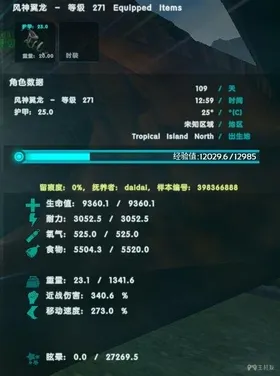 风神翼龙 - 等级 271 Equipped Items
护甲: 25.0
重量: 20.00
时装
角色数据
109 / 天
风神翼龙 - 等级 271
12:59 / 时间
护甲: 25.0
25° / °(C)
未知区域 / 地区
Tropical Island North / 出生地
经验值:12029.6/12985
留痕度: 0%, 抚养者: daidai, 样本编号: 398366888
生命值: 9360.1 / 9360.1
耐力: 3052.5 / 3052.5
氧气: 525.0 / 525.0
食物: 5504.3 / 5520.0
重量: 23.1 / 1341.6
近战伤害: 340.6 %
移动速度: 273.0 %
眩晕: 0.0 / 27269.5